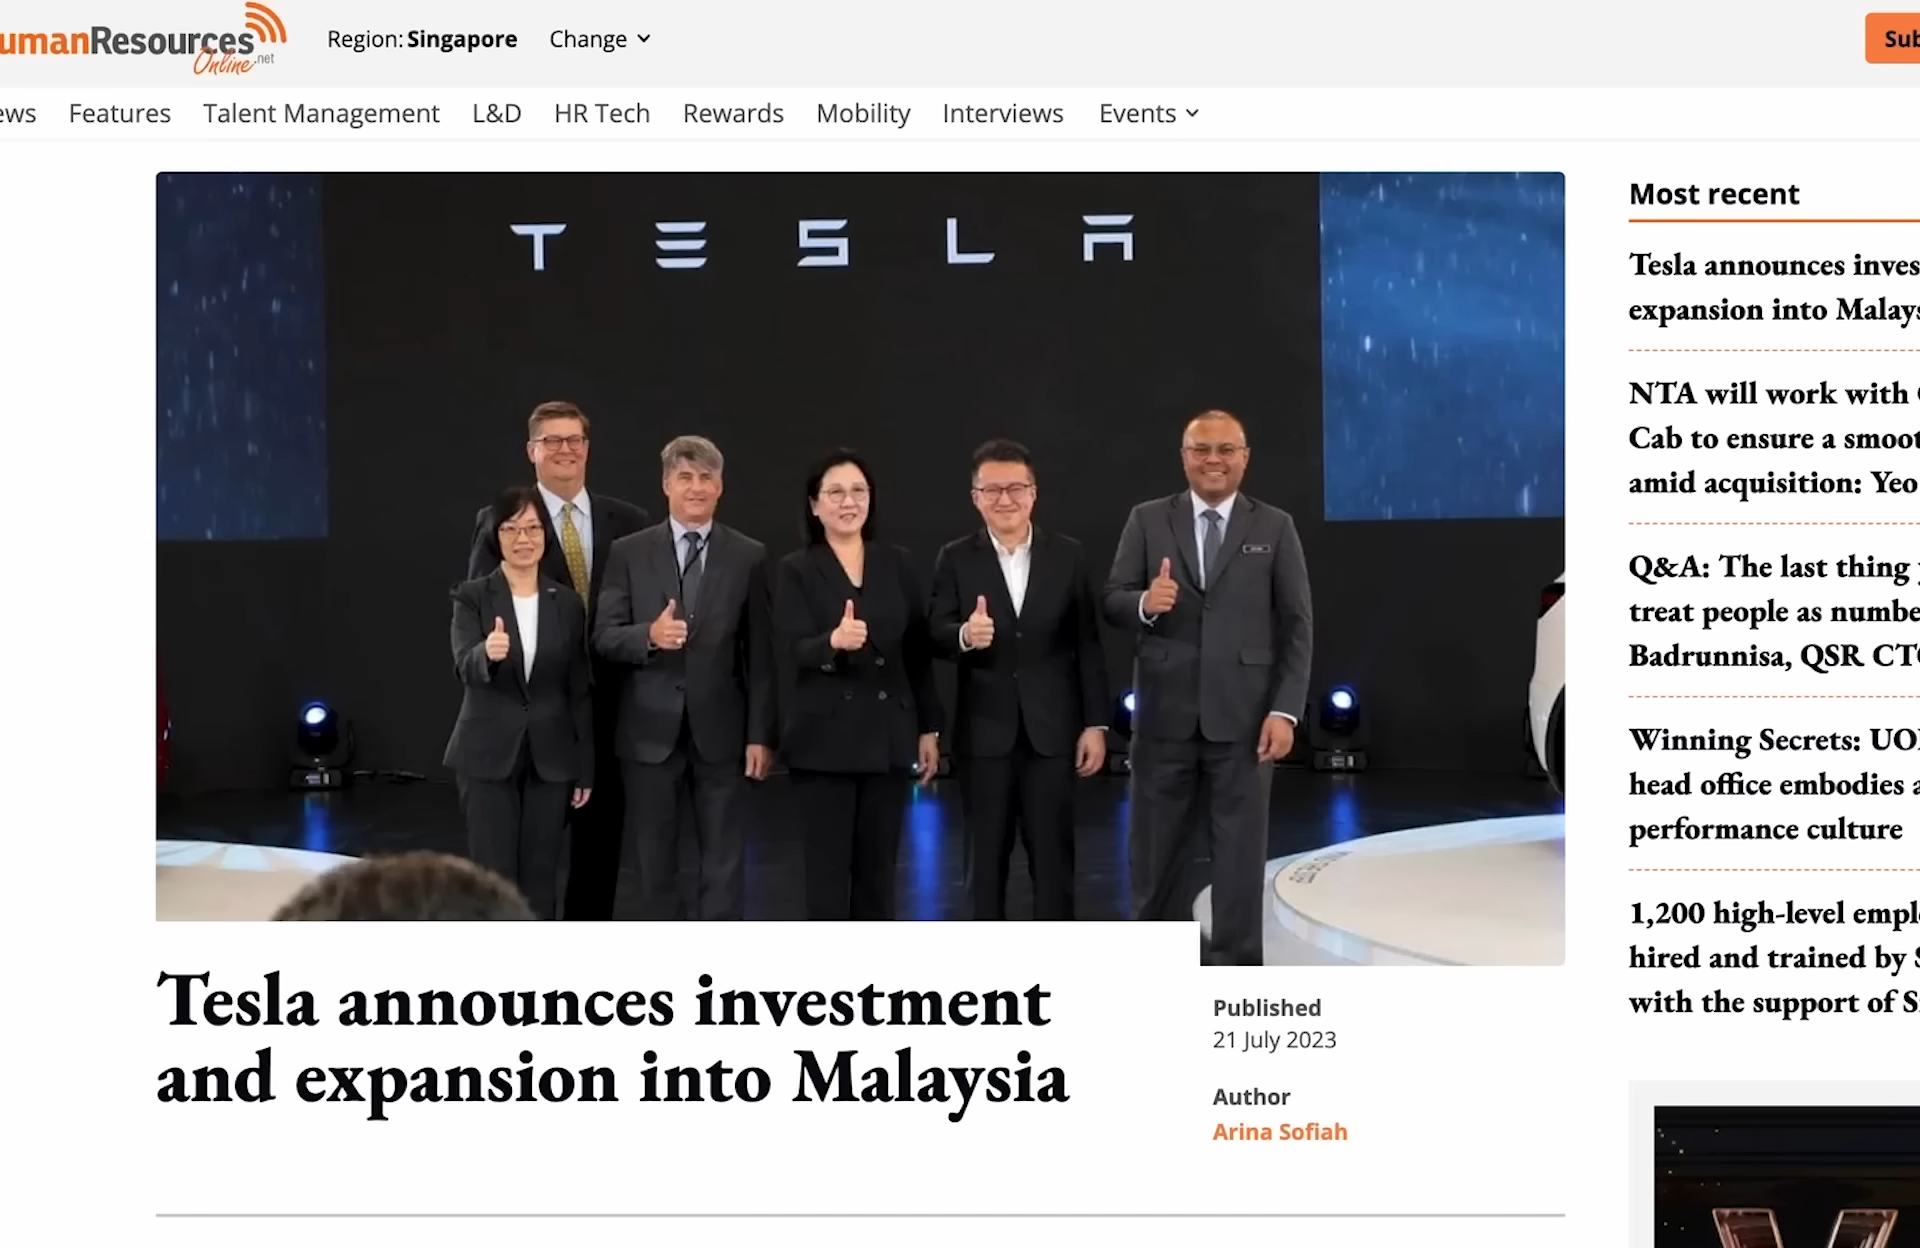 umanResources
Online.net
Region: Singapore
Change
Sub
ews
Features
Talent Management
L&D
HR Tech
Rewards
Mobility
Interviews
Events
TESLA
Tesla announces investment
and expansion into Malaysia
Published
21 July 2023
Author
Arina Sofiah
Most recent
Tesla announces inves
expansion into Malays
NTA will work with
Cab to ensure a smoot
amid acquisition: Yeo
Q&A: The last thing
treat people as numbe
Badrunnisa, QSR CT
Winning Secrets: UO
head office embodies a
performance culture
1,200 high-level empl
hired and trained by S
with the support of S